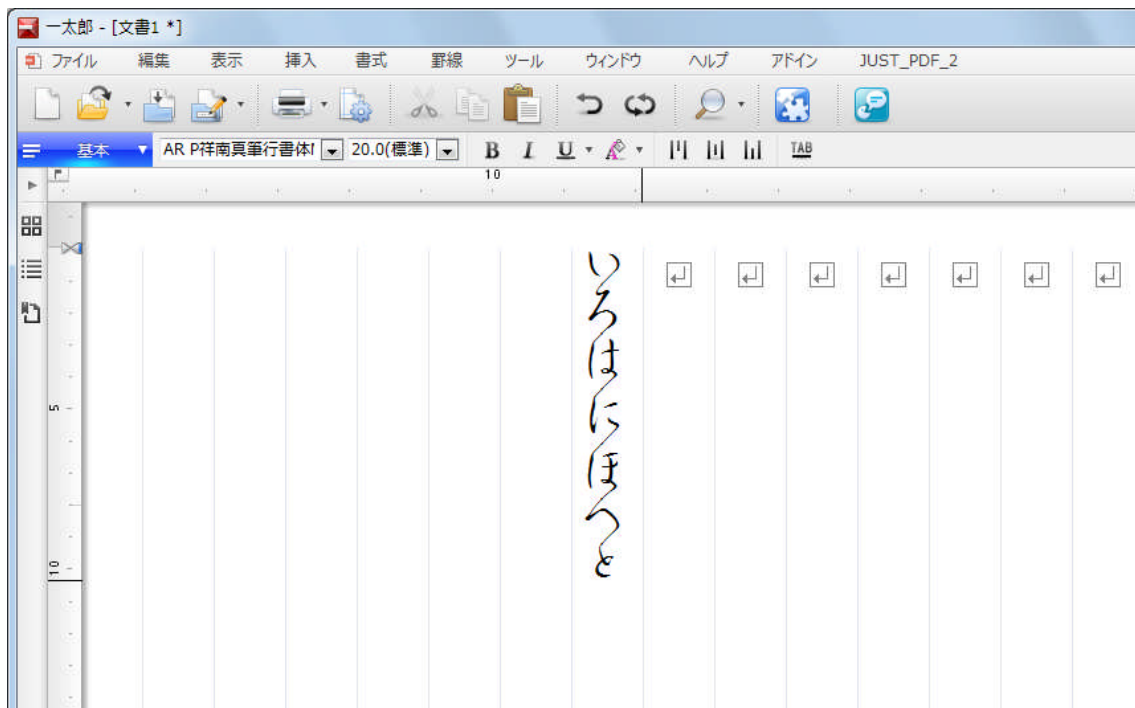 一太郎 - [文書1 *]
ファイル 編集 表示 挿入 書式 罫線 ツール ウィンドウ ヘルプ アドイン JUST_PDF_2
基本 AR P祥南真筆行書体 20.0(標準) B I U TAB
10
5
10
いろはにほへと